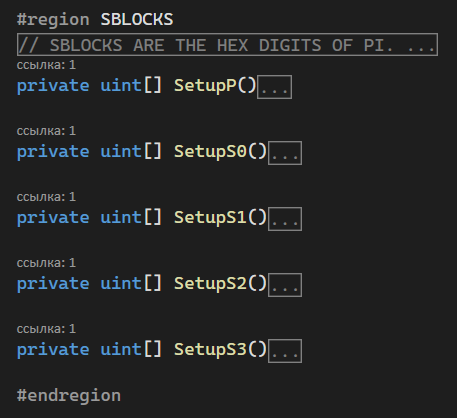 #region SBLOCKS
// SBLOCKS ARE THE HEX DIGITS OF PI. ...
ссылка: 1
private uint[] SetupP()...
ссылка: 1
private uint[] SetupS0()...
ссылка: 1
private uint[] SetupS1()...
ссылка: 1
private uint[] SetupS2()...
ссылка: 1
private uint[] SetupS3()...
#endregion